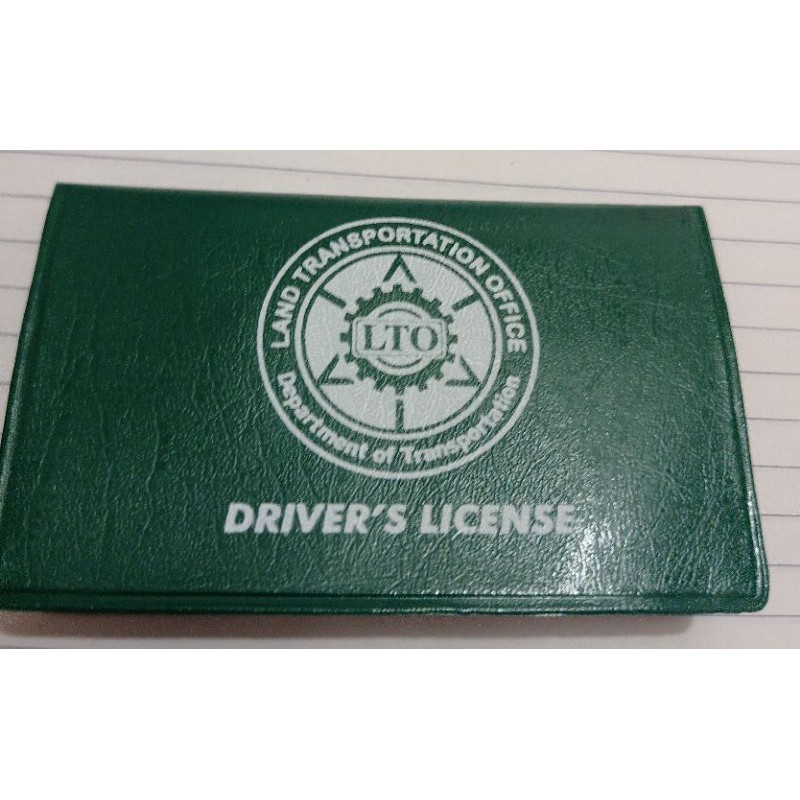 LAND TRANSPORTATION OFFICE
LTO
Department of Transportation
DRIVER'S LICENSE